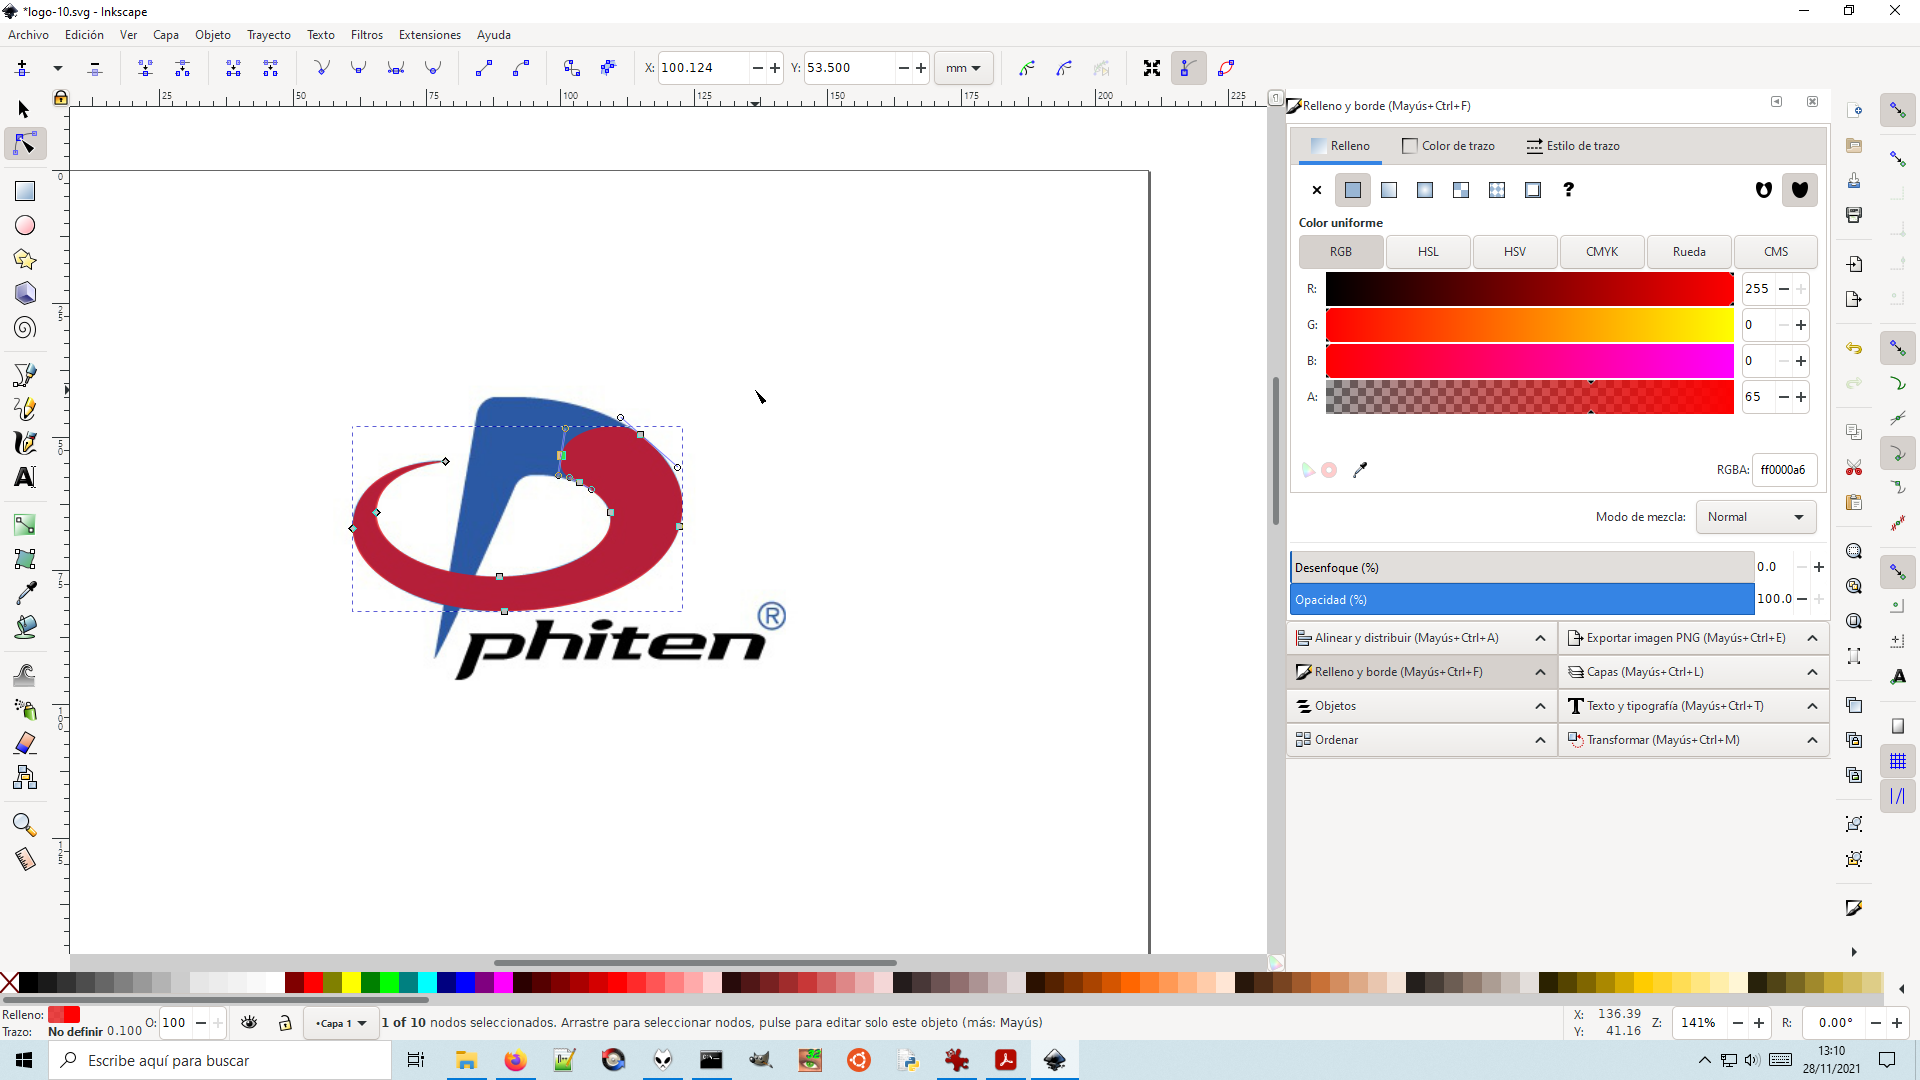 *logo-10.svg - Inkscape
Archivo Edición Ver Capa Objeto Trayecto Texto Filtros Extensiones Ayuda
X: 100.124 Y: 53.500 mm
25 50 75 100 125 150 175 200 225
0
25
50
75
100
125
phiten®
Relleno y borde (Mayús+Ctrl+F)
Relleno Color de trazo Estilo de trazo
?
Color uniforme
RGB HSL HSV CMYK Rueda CMS
R: 255
G: 0
B: 0
A: 65
RGBA: ff0000a6
Modo de mezcla: Normal
Desenfoque (%) 0.0
Opacidad (%) 100.0
Alinear y distribuir (Mayús+Ctrl+A) Exportar imagen PNG (Mayús+Ctrl+E)
Relleno y borde (Mayús+Ctrl+F) Capas (Mayús+Ctrl+L)
Objetos Texto y tipografía (Mayús+Ctrl+T)
Ordenar Transformar (Mayús+Ctrl+M)
Relleno:
Trazo: No definir 0.100 O: 100 •Capa 1 1 of 10 nodos seleccionados. Arrastre para seleccionar nodos, pulse para editar solo este objeto (más: Mayús)
X: 136.39
Y: 41.16
Z: 141% R: 0.00°
Escribe aquí para buscar
13:10
28/11/2021